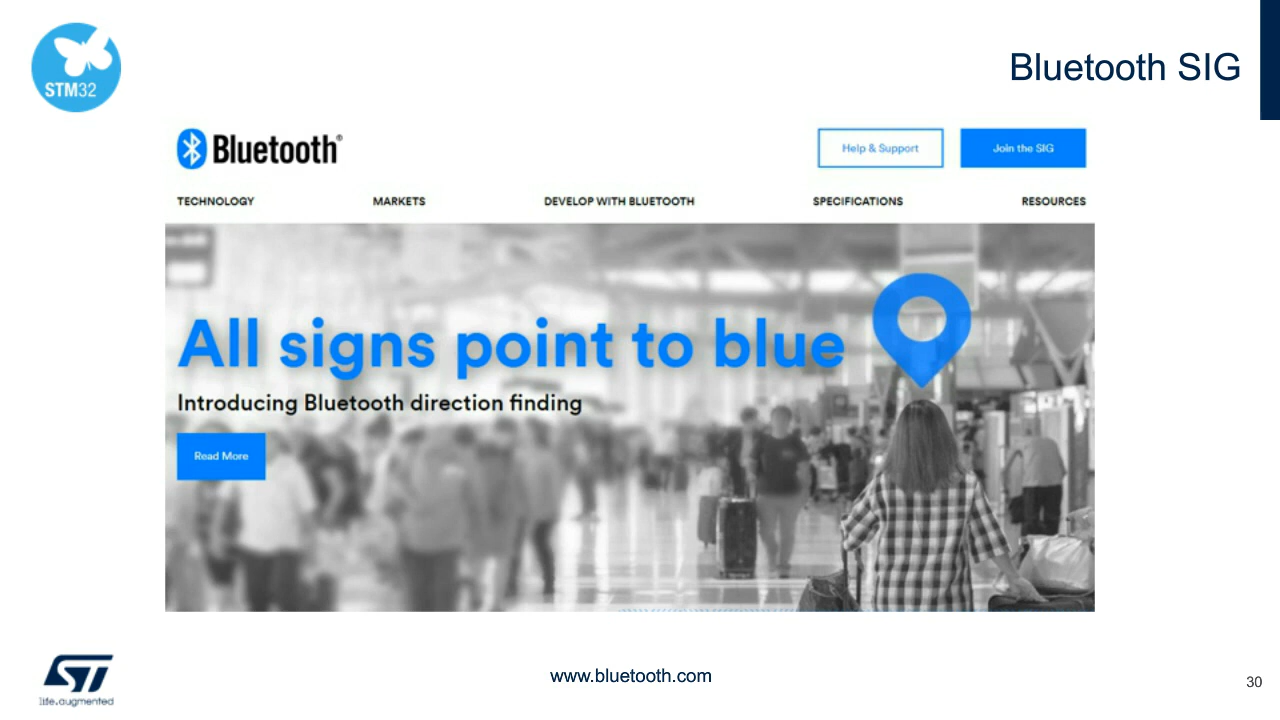 STM32
Bluetooth SIG
Bluetooth®
Help & Support
Join the SIG
TECHNOLOGY
MARKETS
DEVELOP WITH BLUETOOTH
SPECIFICATIONS
RESOURCES
All signs point to blue
Introducing Bluetooth direction finding
Read More
ST
life.augmented
www.bluetooth.com
30